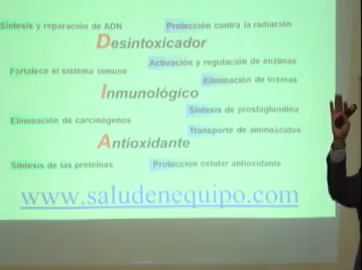 Síntesis y reparación de ADN
Protección contra la radiación
Desintoxicador
Activación y regulación de enzimas
Fortalece el sistema inmune
Eliminación de toxinas
Inmunológico
Síntesis de prostaglandina
Eliminación de carcinógenos
Transporte de aminoácidos
Antioxidante
Síntesis de las proteínas
Protección celular antioxidante
www.saludenequipo.com